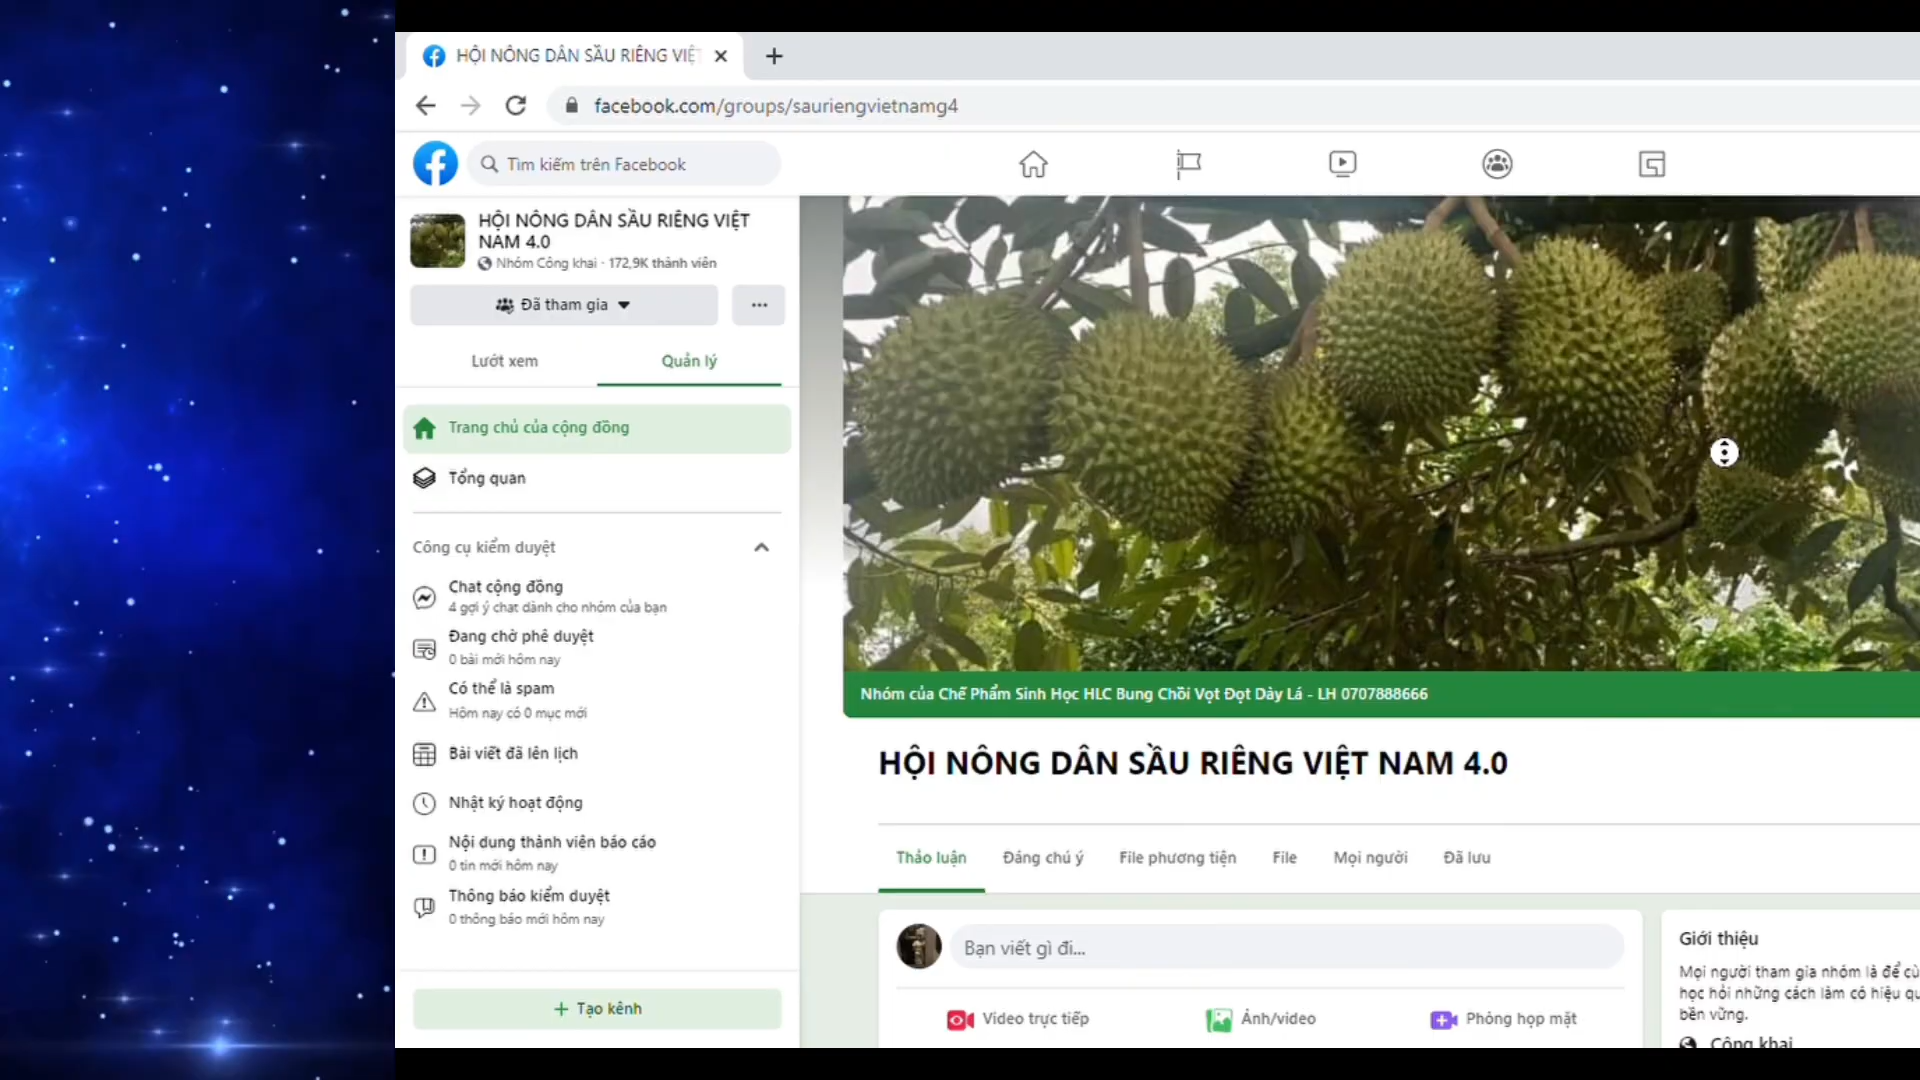 HỘI NÔNG DÂN SẦU RIÊNG VIỆT
facebook.com/groups/sauriengvietnamg4
Tìm kiếm trên Facebook
HỘI NÔNG DÂN SẦU RIÊNG VIỆT
NAM 4.0
Nhóm Công khai · 172,9K thành viên
Đã tham gia
Lướt xem
Quản lý
Trang chủ của cộng đồng
Tổng quan
Công cụ kiểm duyệt
Chat cộng đồng
4 gợi ý chat dành cho nhóm của bạn
Đang chờ phê duyệt
0 bài mới hôm nay
Có thể là spam
Hôm nay có 0 mục mới
Bài viết đã lên lịch
Nhật ký hoạt động
Nội dung thành viên báo cáo
0 tin mới hôm nay
Thông báo kiểm duyệt
0 thông báo mới hôm nay
+ Tạo kênh
Nhóm của Chế Phẩm Sinh Học HLC Bung Chồi Vọt Đọt Dày Lá - LH 0707888666
HỘI NÔNG DÂN SẦU RIÊNG VIỆT NAM 4.0
Thảo luận
Đáng chú ý
File phương tiện
File
Mọi người
Đã lưu
Bạn viết gì đi...
Video trực tiếp
Ảnh/video
Phòng họp mặt
Giới thiệu
Mọi người tham gia nhóm là để
học hỏi những cách làm có hiệu
bền vững.
Công khai